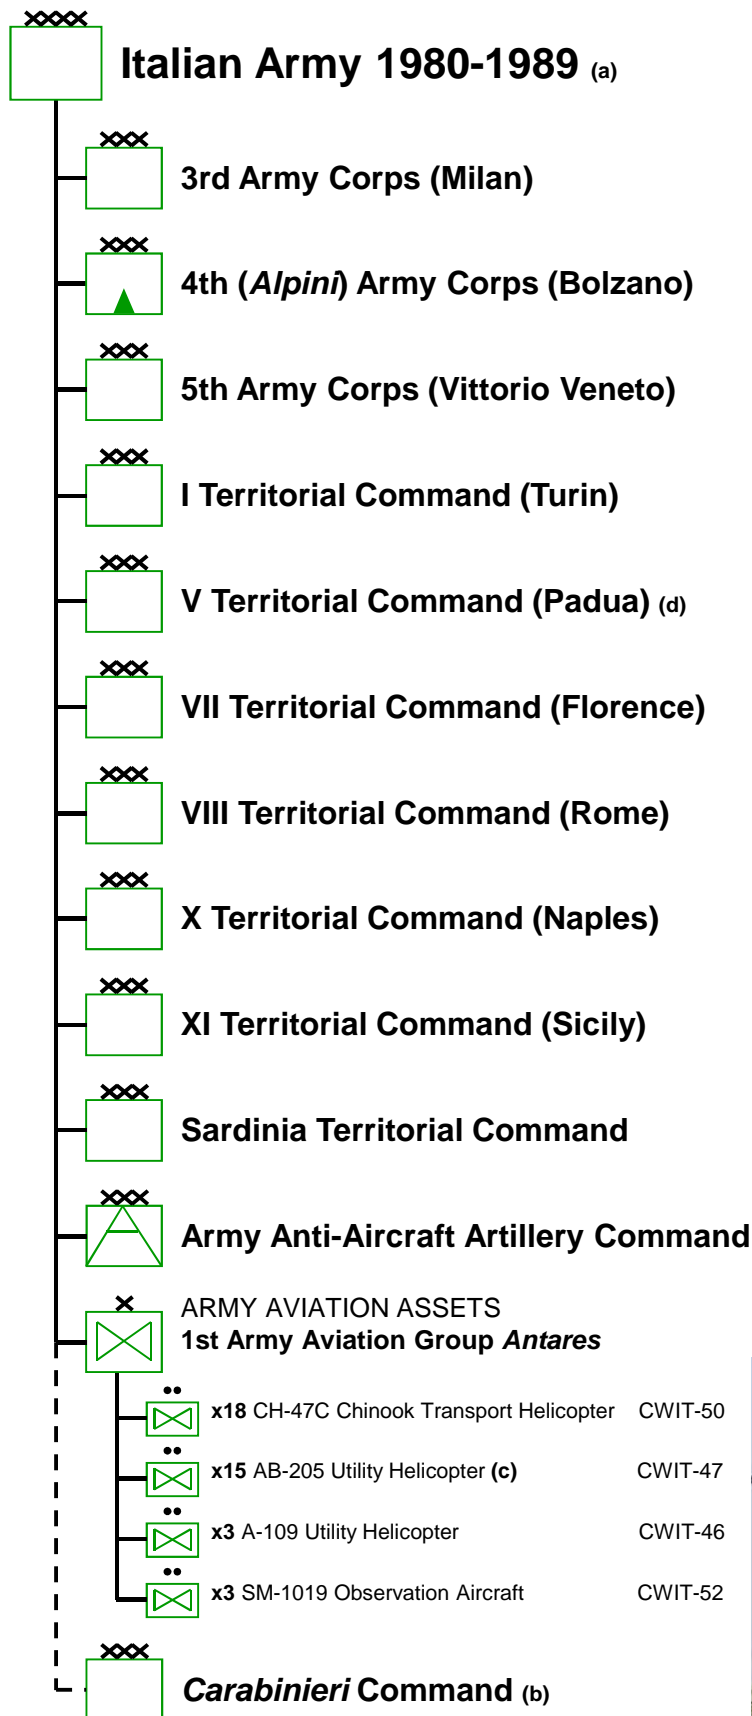 Italian Army 1980-1989 (a)
3rd Army Corps (Milan)
4th (Alpini) Army Corps (Bolzano)
5th Army Corps (Vittorio Veneto)
I Territorial Command (Turin)
V Territorial Command (Padua) (d)
VII Territorial Command (Florence)
VIII Territorial Command (Rome)
X Territorial Command (Naples)
XI Territorial Command (Sicily)
Sardinia Territorial Command
Army Anti-Aircraft Artillery Command
ARMY AVIATION ASSETS
1st Army Aviation Group Antares
x18 CH-47C Chinook Transport Helicopter CWIT-50
x15 AB-205 Utility Helicopter (c) CWIT-47
x3 A-109 Utility Helicopter CWIT-46
x3 SM-1019 Observation Aircraft CWIT-52
Carabinieri Command (b)